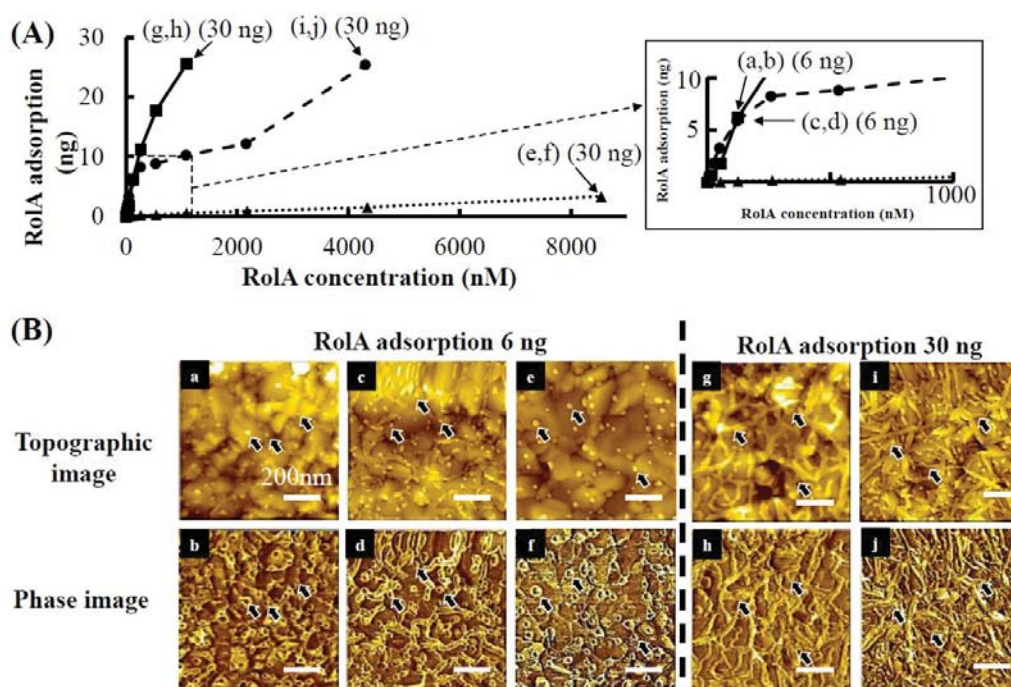 (A)
(g,h) (30 ng)
(i,j) (30 ng)
(e,f) (30 ng)
RolA adsorption
(ng)
30
20
10
0
0 2000 4000 6000 8000
RolA concentration (nM)
(a,b) (6 ng)
(c,d) (6 ng)
RolA adsorption (ng)
10
5
1000
RolA concentration (nM)
(B)
RolA adsorption 6 ng
RolA adsorption 30 ng
Topographic
image
a c e g i
200nm
Phase image
b d f h j